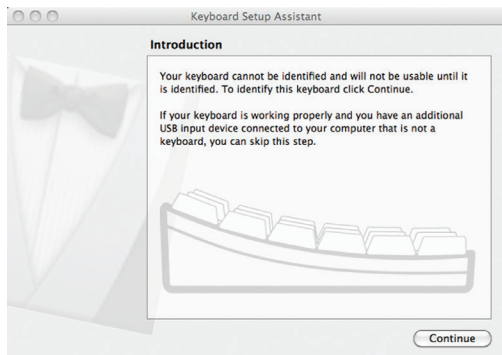 Keyboard Setup Assistant
Introduction
Your keyboard cannot be identified and will not be usable until it
is identified. To identify this keyboard click Continue.
If your keyboard is working properly and you have an additional
USB input device connected to your computer that is not a
keyboard, you can skip this step.
Continue